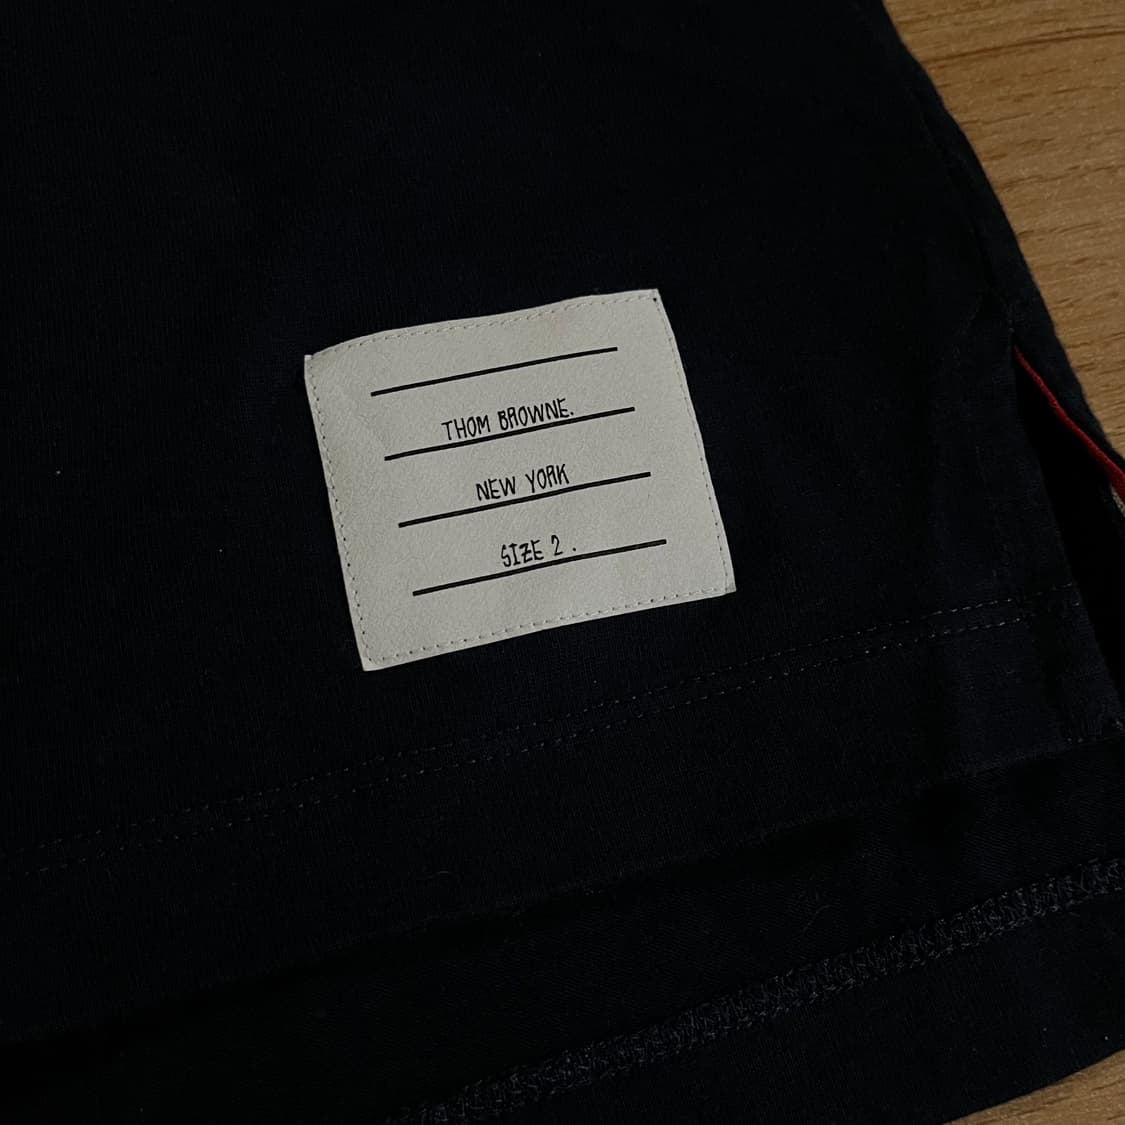 THOM BROWNE.
NEW YORK
SIZE 2 .